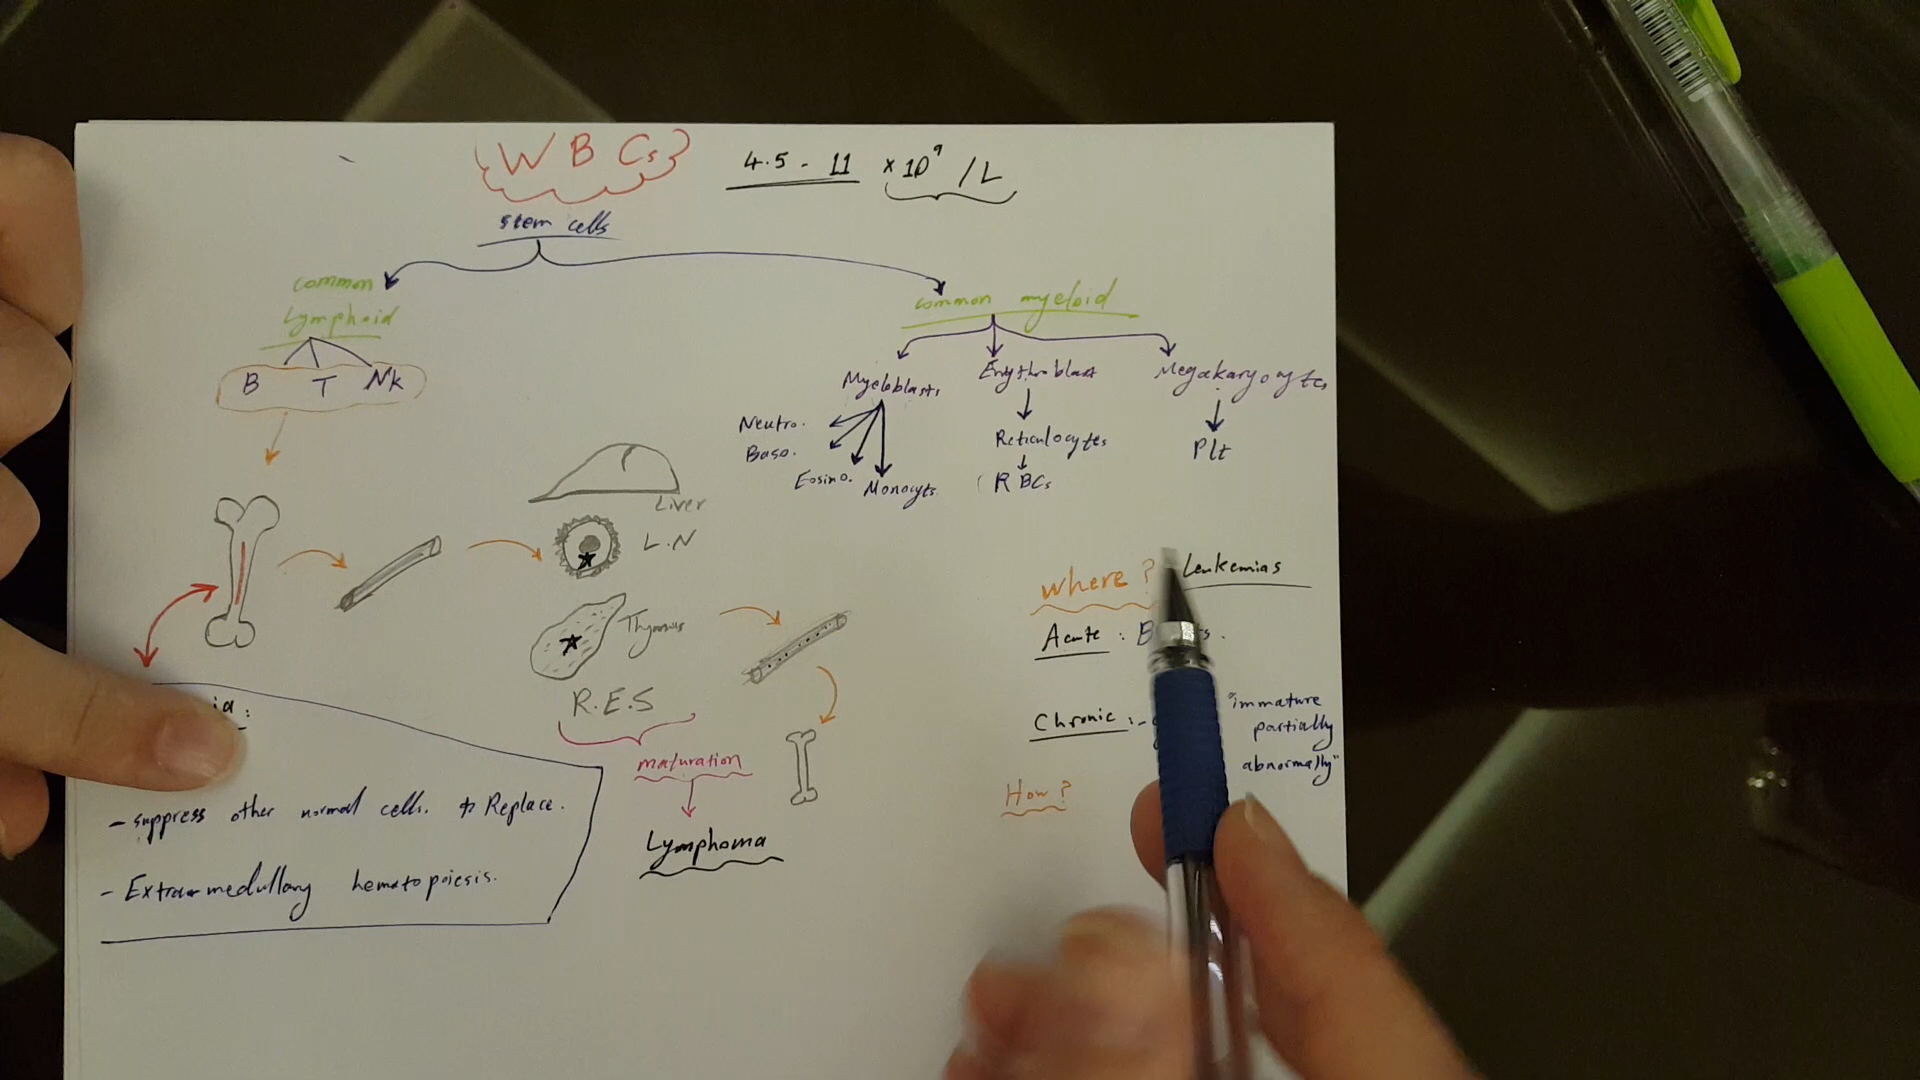 WBCs 4.5 - 11 × 10⁹ /L
stem cells
common
Lymphoid
B T Nk
common myeloid
Myeloblasts Erythroblast Megakaryocytes
Neutro.
Baso.
Eosino. Monocyts
Reticulocytes
RBCs
Plt
Liver
L.N
Thymus
R.E.S
maturation
Lymphoma
- suppress other normal cells. Replace.
- Extra-medullary hematopoiesis.
Where? Leukemias
Acute :
Chronic :- "immature
partially
abnormally"
How?